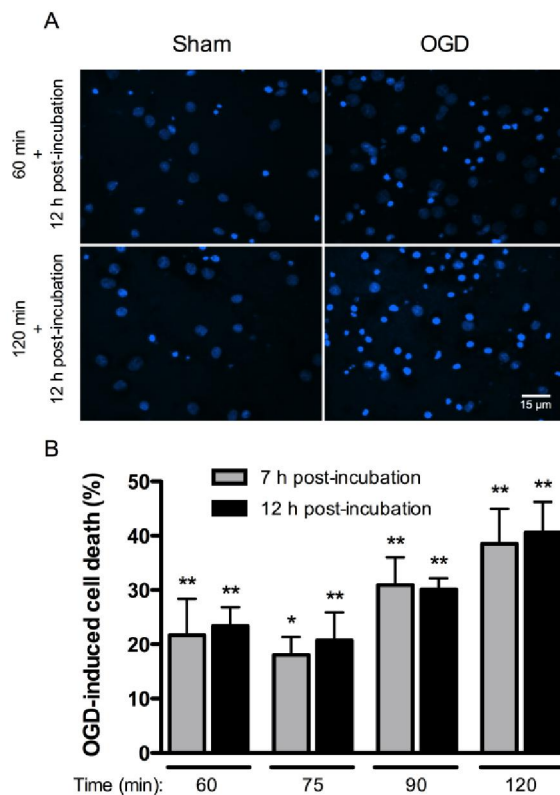 A
Sham OGD
60 min
+
12 h post-incubation
120 min
+
12 h post-incubation
15 µm
B
OGD-induced cell death (%)
50
40
30
20
10
0
7 h post-incubation
12 h post-incubation
** ** * ** ** ** ** **
Time (min): 60 75 90 120